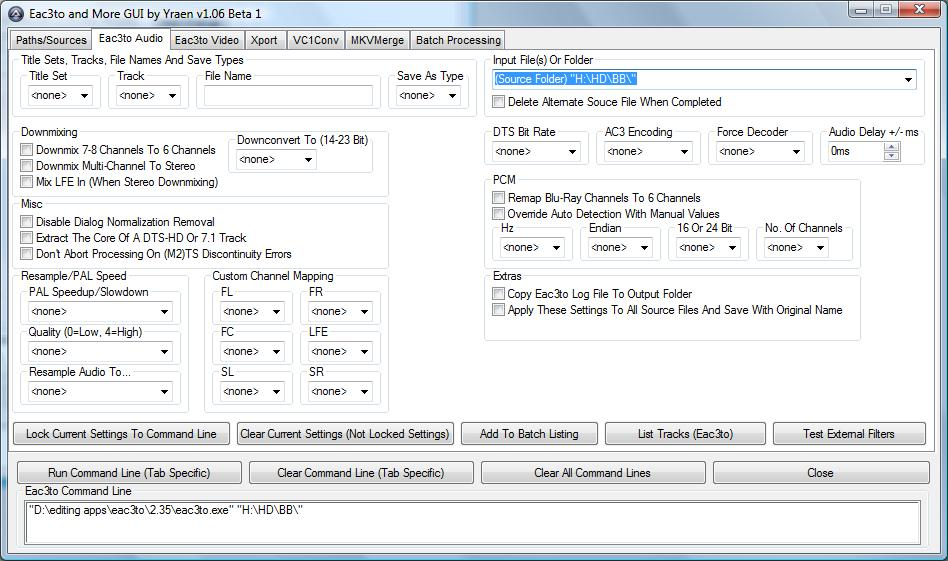 Eac3to and More GUI by Yraen v1.06 Beta 1
Paths/Sources Eac3to Audio Eac3to Video Xport VC1Conv MKVMerge Batch Processing
Title Sets, Tracks, File Names And Save Types
Title Set Track File Name Save As Type
<none> <none> <none>
Input File(s) Or Folder
(Source Folder) "H:\HD\BB\"
Delete Alternate Souce File When Completed
Downmixing
Downmix 7-8 Channels To 6 Channels
Downmix Multi-Channel To Stereo
Mix LFE In (When Stereo Downmixing)
Downconvert To (14-23 Bit)
<none>
DTS Bit Rate AC3 Encoding Force Decoder Audio Delay +/- ms
<none> <none> <none> 0ms
Misc
Disable Dialog Normalization Removal
Extract The Core Of A DTS-HD Or 7.1 Track
Don't Abort Processing On (M2)TS Discontinuity Errors
PCM
Remap Blu-Ray Channels To 6 Channels
Override Auto Detection With Manual Values
Hz Endian 16 Or 24 Bit No. Of Channels
<none> <none> <none> <none>
Resample/PAL Speed
PAL Speedup/Slowdown
<none>
Quality (0=Low, 4=High)
<none>
Resample Audio To...
<none>
Custom Channel Mapping
FL FR
<none> <none>
FC LFE
<none> <none>
SL SR
<none> <none>
Extras
Copy Eac3to Log File To Output Folder
Apply These Settings To All Source Files And Save With Original Name
Lock Current Settings To Command Line Clear Current Settings (Not Locked Settings) Add To Batch Listing List Tracks (Eac3to) Test External Filters
Run Command Line (Tab Specific) Clear Command Line (Tab Specific) Clear All Command Lines Close
Eac3to Command Line
"D:\editing apps\eac3to\2.35\eac3to.exe" "H:\HD\BB\"